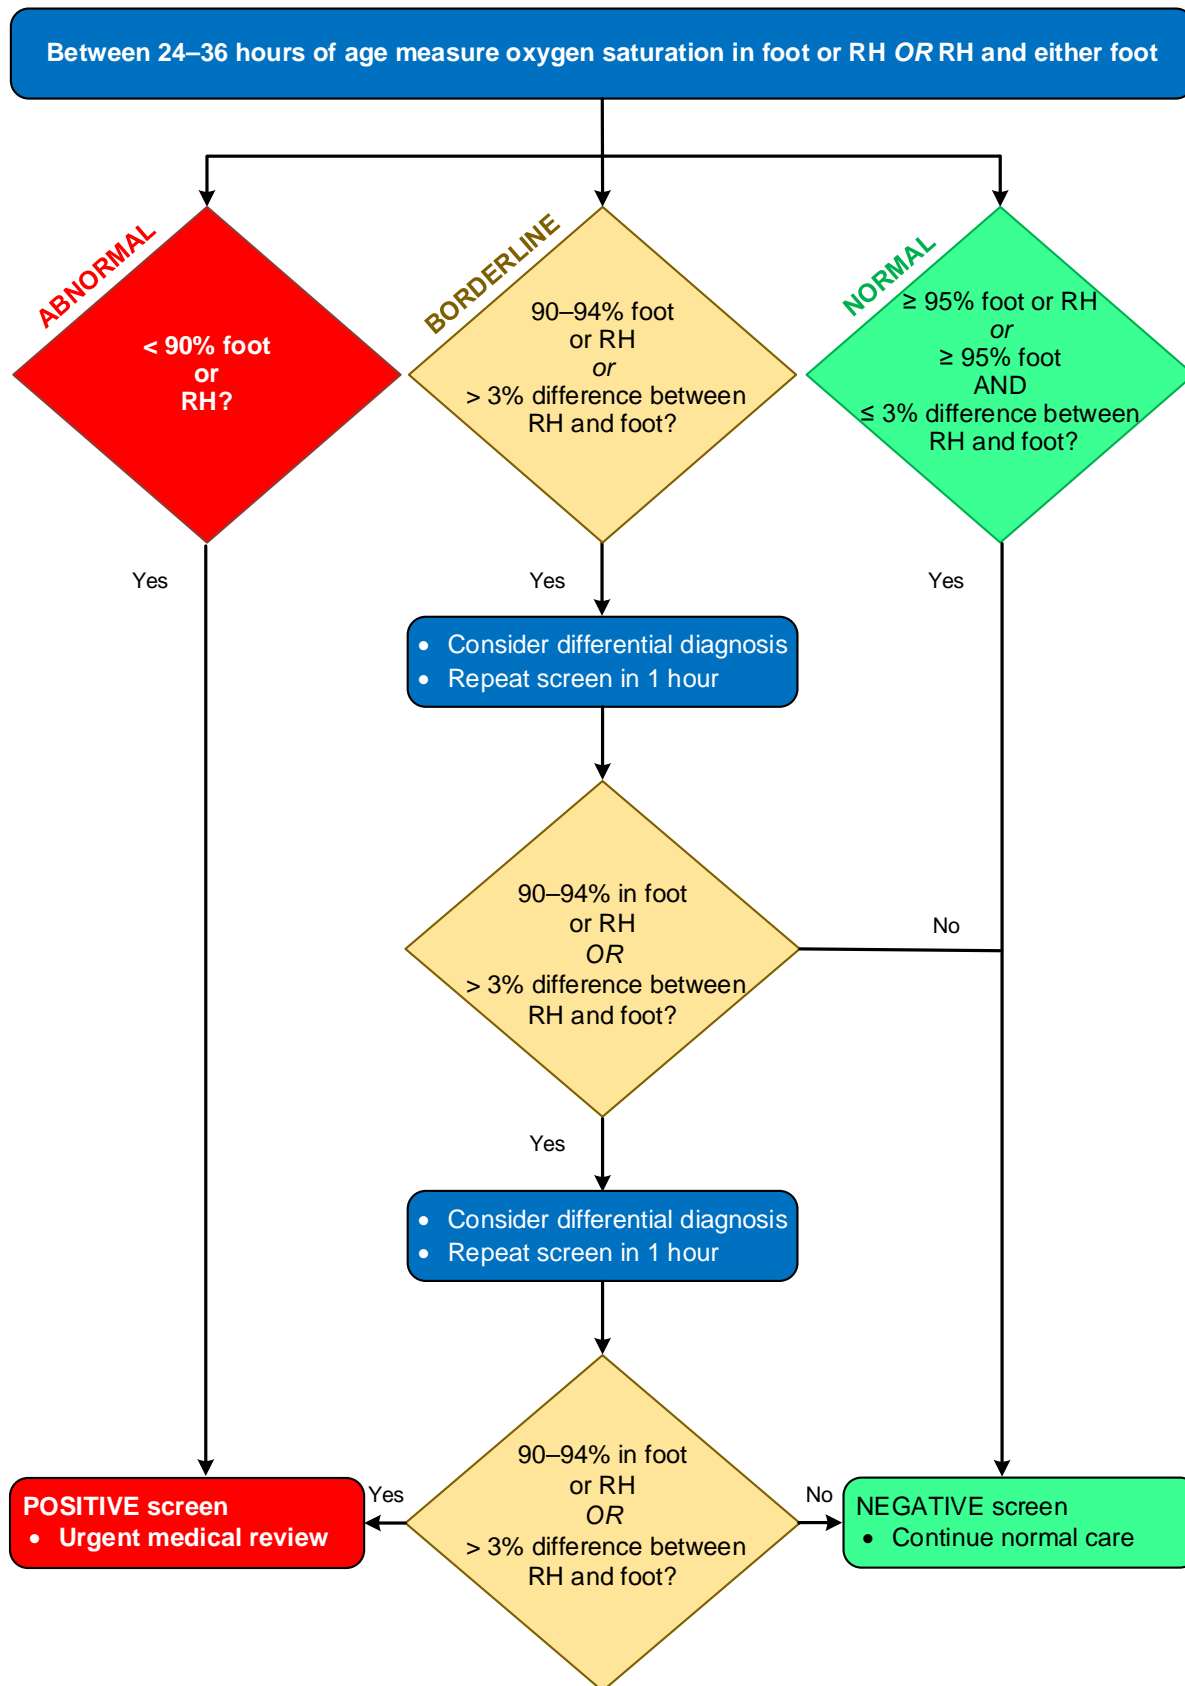 Between 24–36 hours of age measure oxygen saturation in foot or RH OR RH and either foot
ABNORMAL
< 90% foot
or
RH?
BORDERLINE
90–94% foot
or RH
or
> 3% difference between
RH and foot?
NORMAL
≥ 95% foot or RH
or
≥ 95% foot
AND
≤ 3% difference between
RH and foot?
Yes
Yes
Yes
• Consider differential diagnosis
• Repeat screen in 1 hour
90–94% in foot
or RH
OR
> 3% difference between
RH and foot?
No
Yes
• Consider differential diagnosis
• Repeat screen in 1 hour
90–94% in foot
or RH
OR
> 3% difference between
RH and foot?
Yes
No
POSITIVE screen
• Urgent medical review
NEGATIVE screen
• Continue normal care